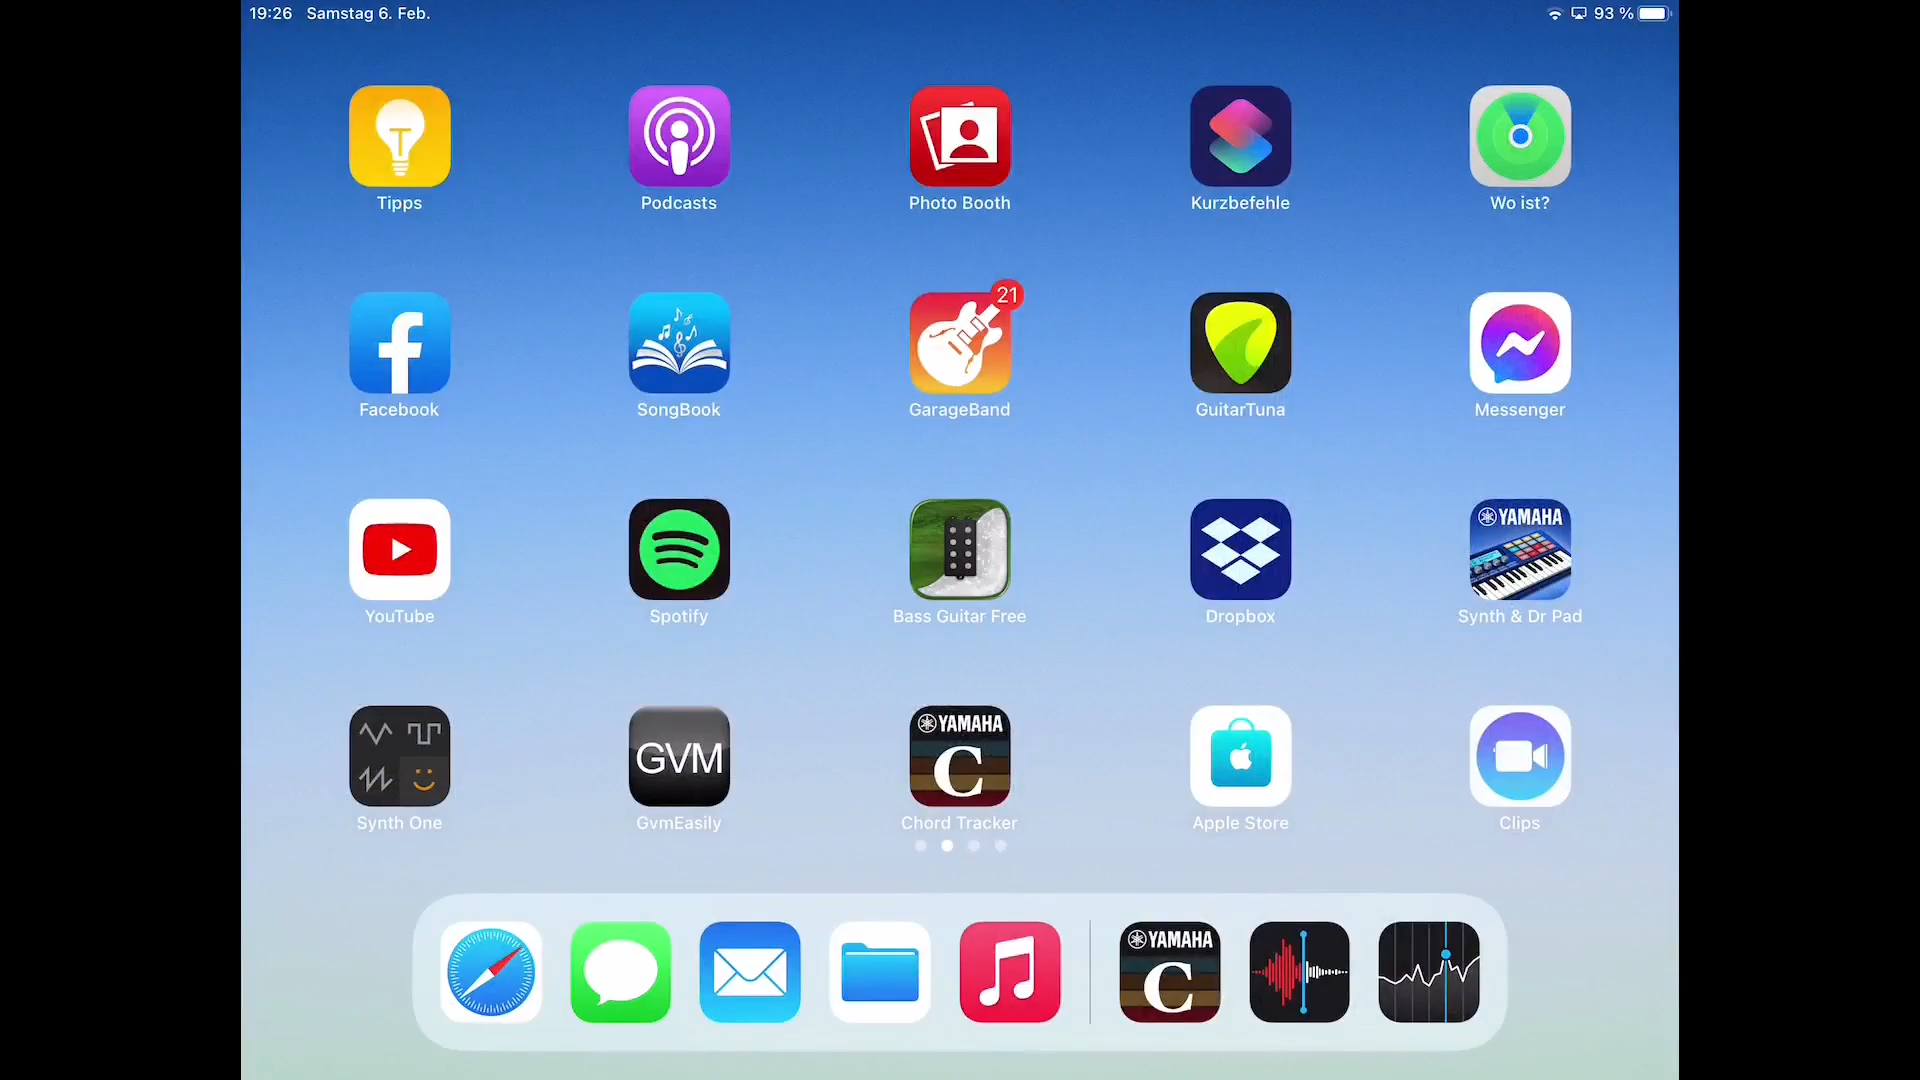 19:26 Samstag 6. Feb.
93 %
T
Tipps
Podcasts
Photo Booth
Kurzbefehle
Wo ist?
21
Facebook
SongBook
GarageBand
GuitarTuna
Messenger
YAMAHA
YouTube
Spotify
Bass Guitar Free
Dropbox
Synth & Dr Pad
GVM
YAMAHA
C
Synth One
GvmEasily
Chord Tracker
Apple Store
Clips
YAMAHA
C